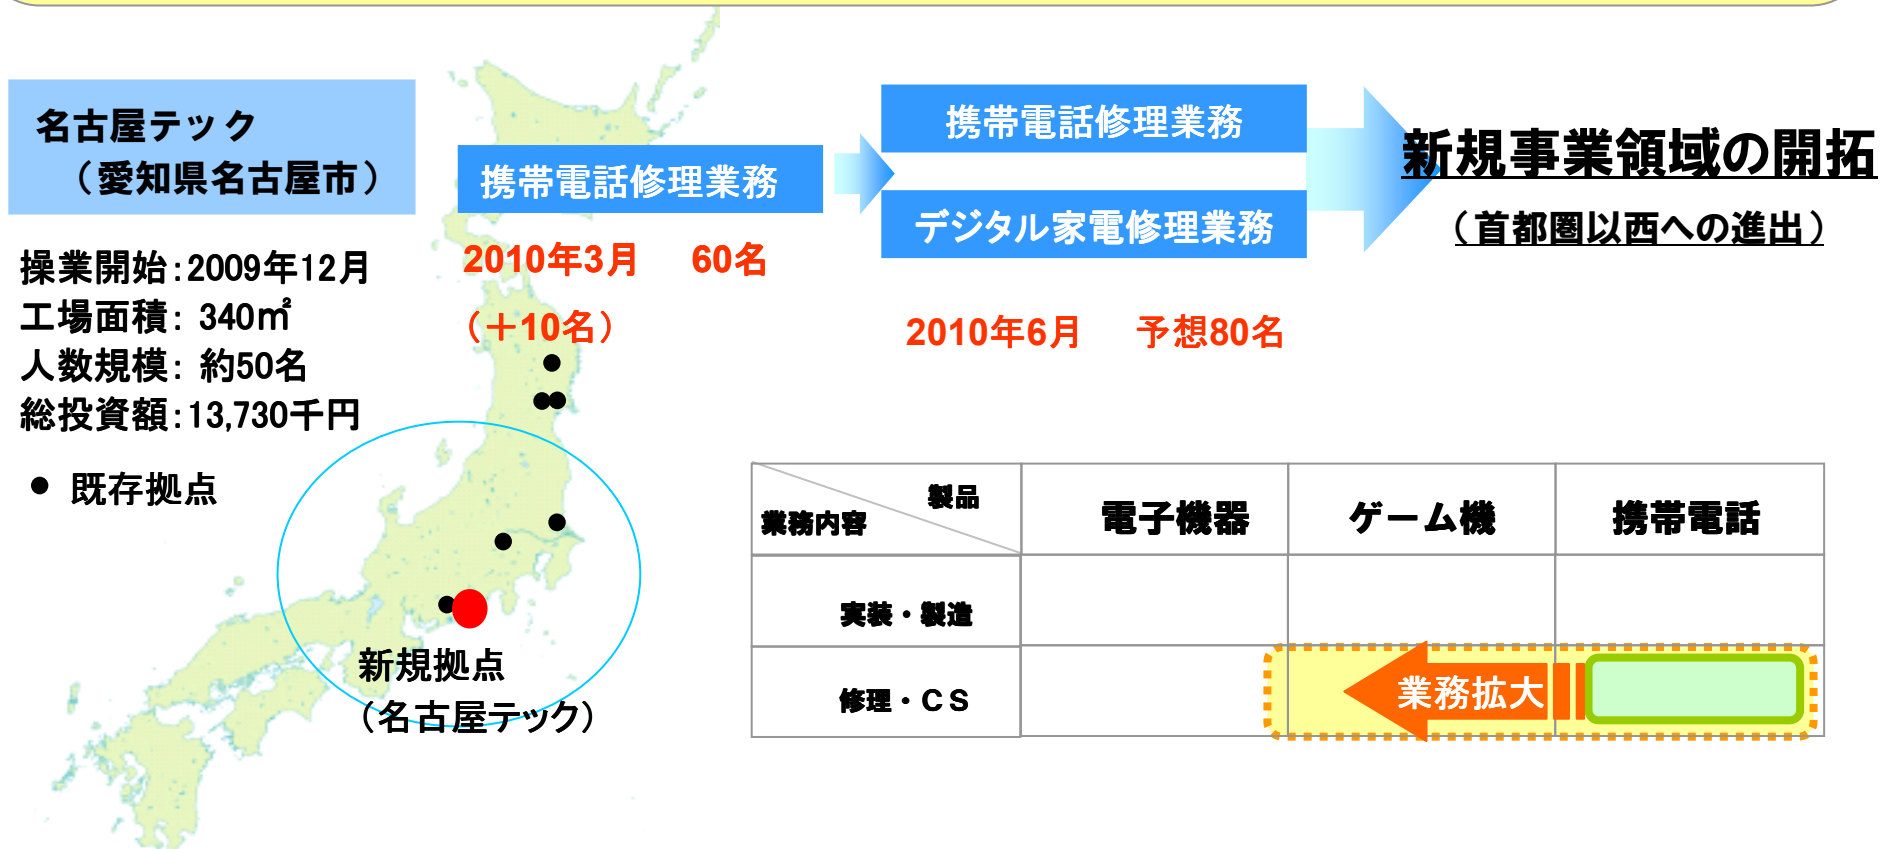 名古屋テック
（愛知県名古屋市）
操業開始：2009年12月
工場面積： 340㎡
人数規模： 約50名
総投資額：13,730千円
● 既存拠点
携帯電話修理業務
2010年3月 60名
（＋10名）
携帯電話修理業務
デジタル家電修理業務
2010年6月 予想80名
新規事業領域の開拓
（首都圏以西への進出）
新規拠点
（名古屋テック）
製品
業務内容
電子機器 ゲーム機 携帯電話
実装・製造
修理・ＣＳ
業務拡大